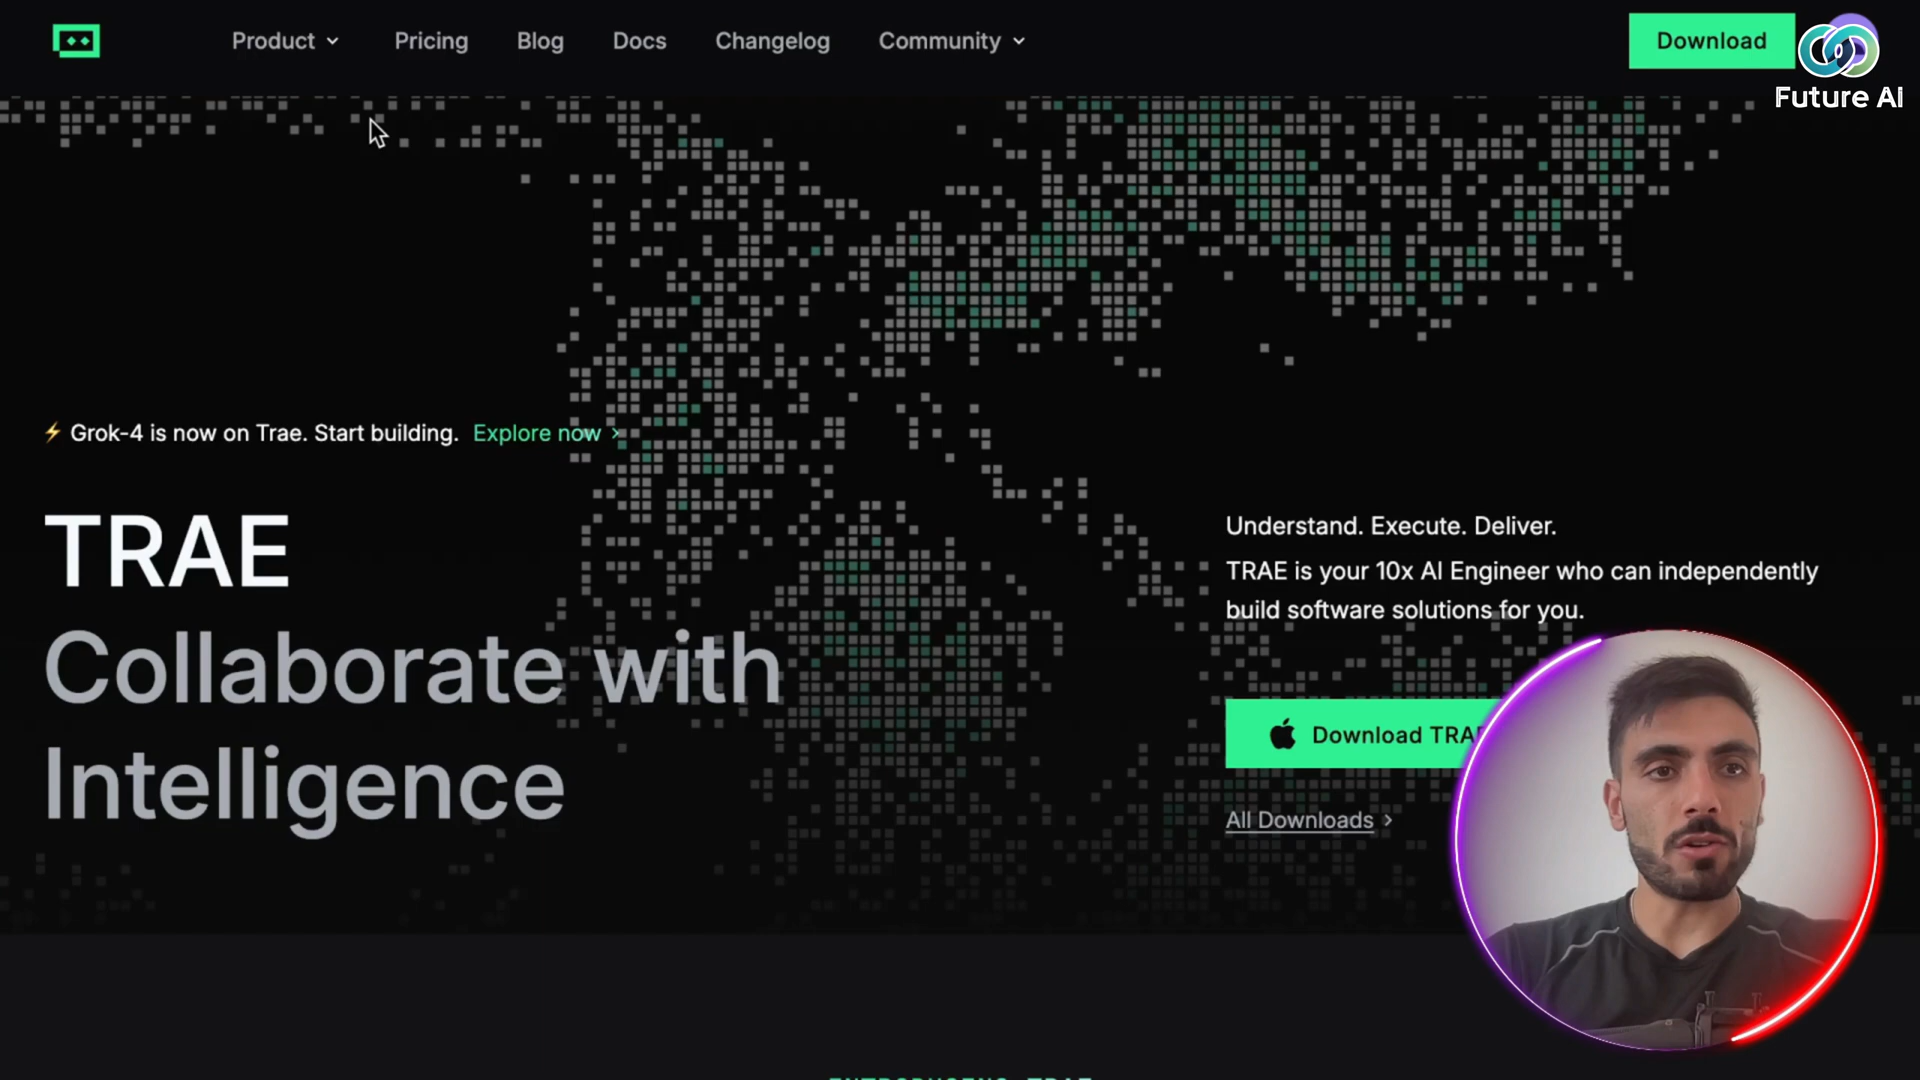 Product
Pricing
Blog
Docs
Changelog
Community
Download
Future Ai
⚡ Grok-4 is now on Trae. Start building. Explore now ›
TRAE
Collaborate with
Intelligence
Understand. Execute. Deliver.
TRAE is your 10x AI Engineer who can independently
build software solutions for you.
Download TRAE
All Downloads ›